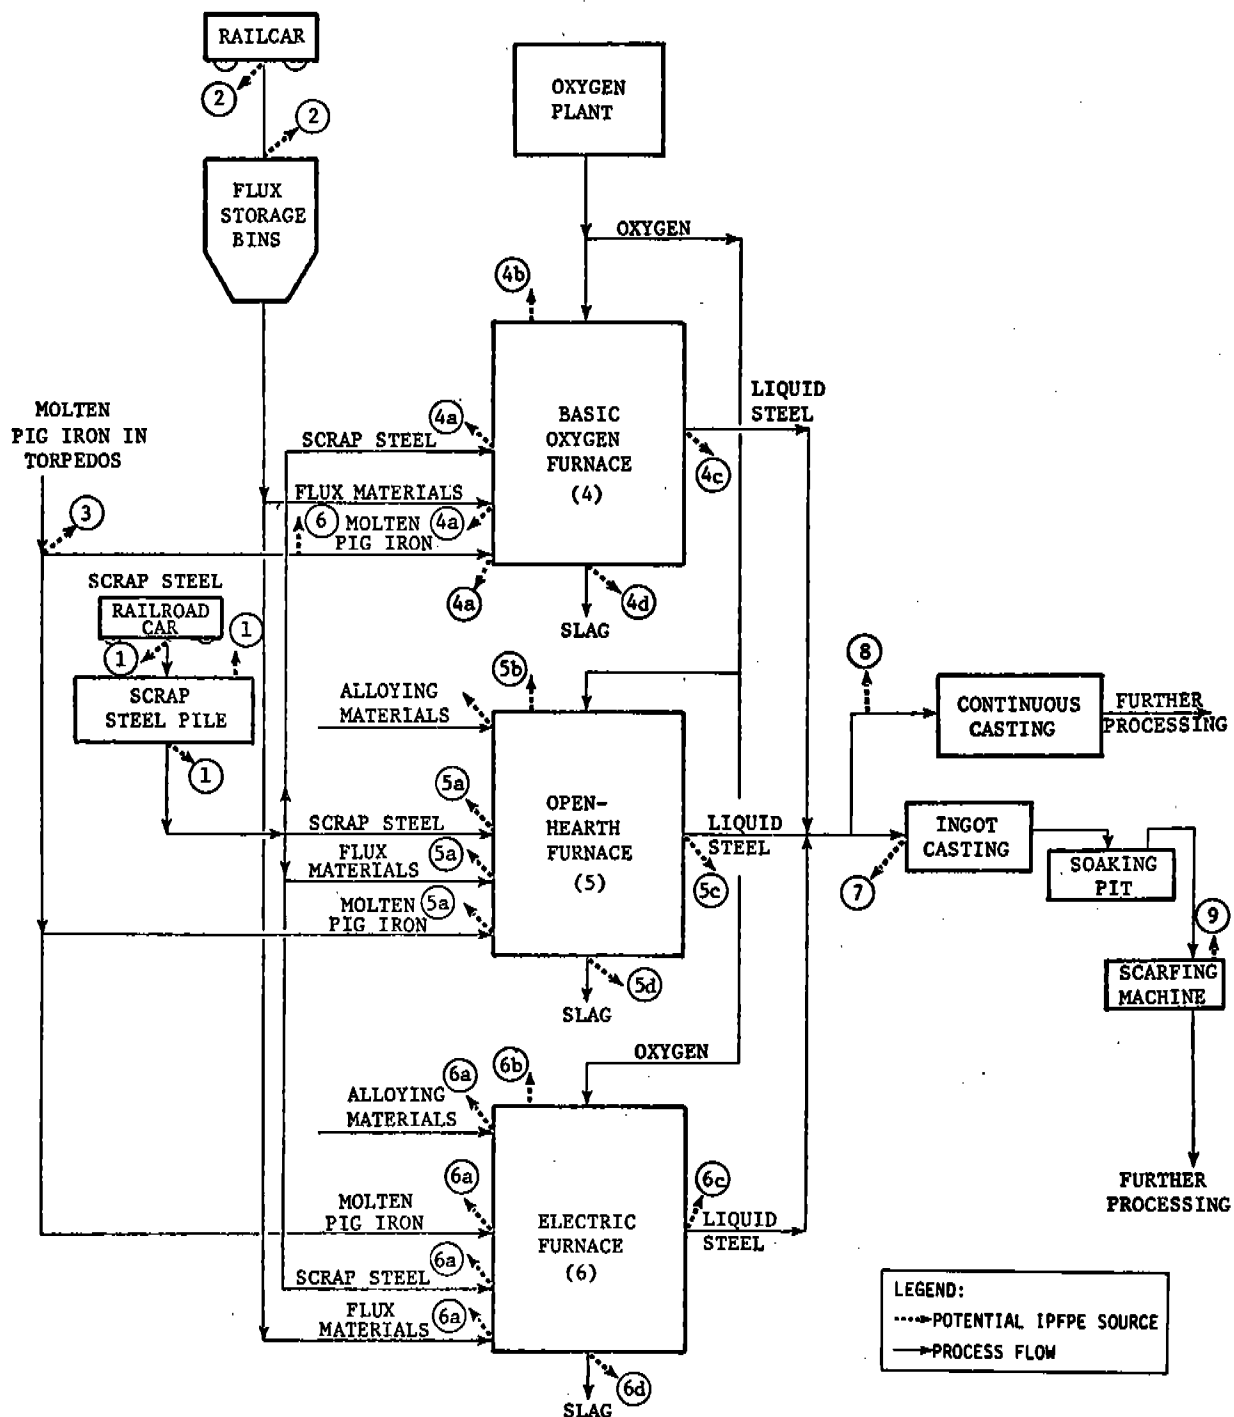 RAILCAR
2
2
FLUX
STORAGE
BINS
OXYGEN
PLANT
OXYGEN
4b
MOLTEN
PIG IRON IN
TORPEDOS
3
SCRAP STEEL
4a
FLUX MATERIALS
6
MOLTEN
PIG IRON
4a
4a
BASIC
OXYGEN
FURNACE
(4)
LIQUID
STEEL
4c
4d
SLAG
SCRAP STEEL
RAILROAD
CAR
1
1
SCRAP
STEEL PILE
1
ALLOYING
MATERIALS
5b
5a
SCRAP STEEL
FLUX
MATERIALS
5a
MOLTEN
PIG IRON
5a
OPEN-
HEARTH
FURNACE
(5)
LIQUID
STEEL
5c
5d
SLAG
8
CONTINUOUS
CASTING
FURTHER
PROCESSING
INGOT
CASTING
7
SOAKING
PIT
9
SCARFING
MACHINE
FURTHER
PROCESSING
OXYGEN
6b
ALLOYING
MATERIALS
6a
MOLTEN
PIG IRON
6a
SCRAP STEEL
6a
FLUX
MATERIALS
6a
ELECTRIC
FURNACE
(6)
6c
LIQUID
STEEL
6d
SLAG
LEGEND:
POTENTIAL IPFPE SOURCE
PROCESS FLOW